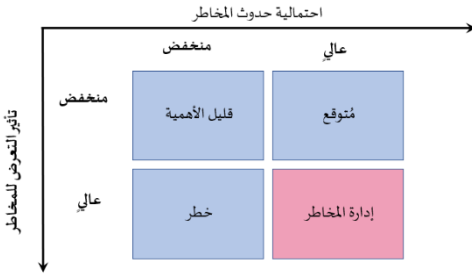 احتمالية حدوث المخاطر
عالٍ
منخفض
منخفض
مُتوقع
قليل الأهمية
تأثير التعرض للمخاطر
عالٍ
إدارة المخاطر
خطر